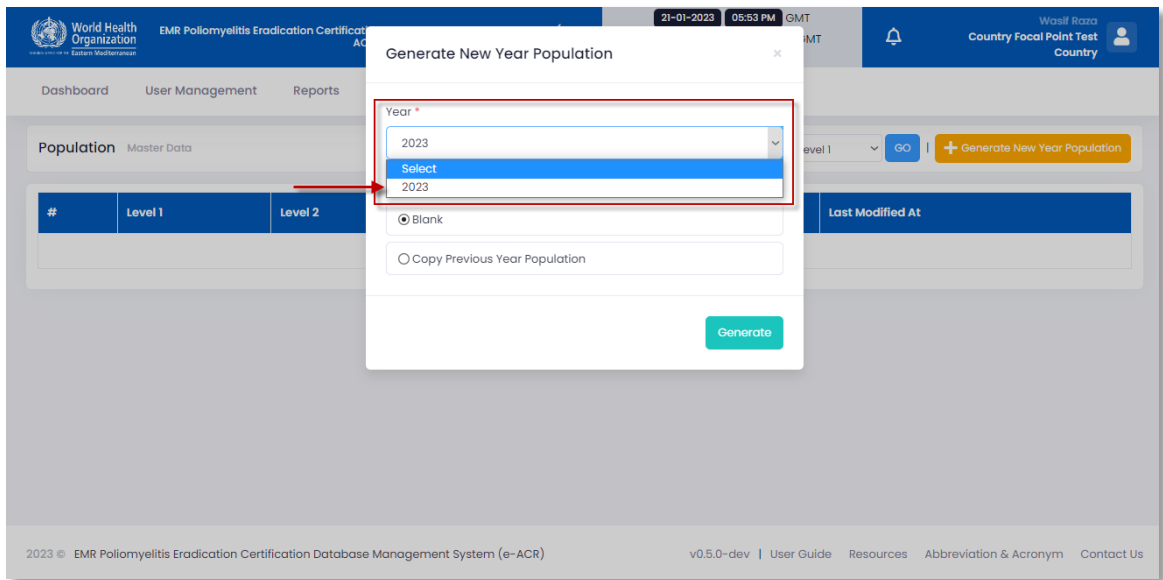 World Health
Organization
Eastern Mediterranean
EMR Poliomyelitis Eradication Certificat
AC
21-01-2023 05:53 PM GMT
GMT
Wasif Raza
Country Focal Point Test
Country
Generate New Year Population ×
Dashboard User Management Reports
Year *
2023
Population Master Data
evel 1 GO | Generate New Year Population
Select
2023
# Level 1 Level 2 Last Modified At
Blank
Copy Previous Year Population
Generate
2023 © EMR Poliomyelitis Eradication Certification Database Management System (e-ACR) v0.5.0-dev | User Guide Resources Abbreviation & Acronym Contact Us